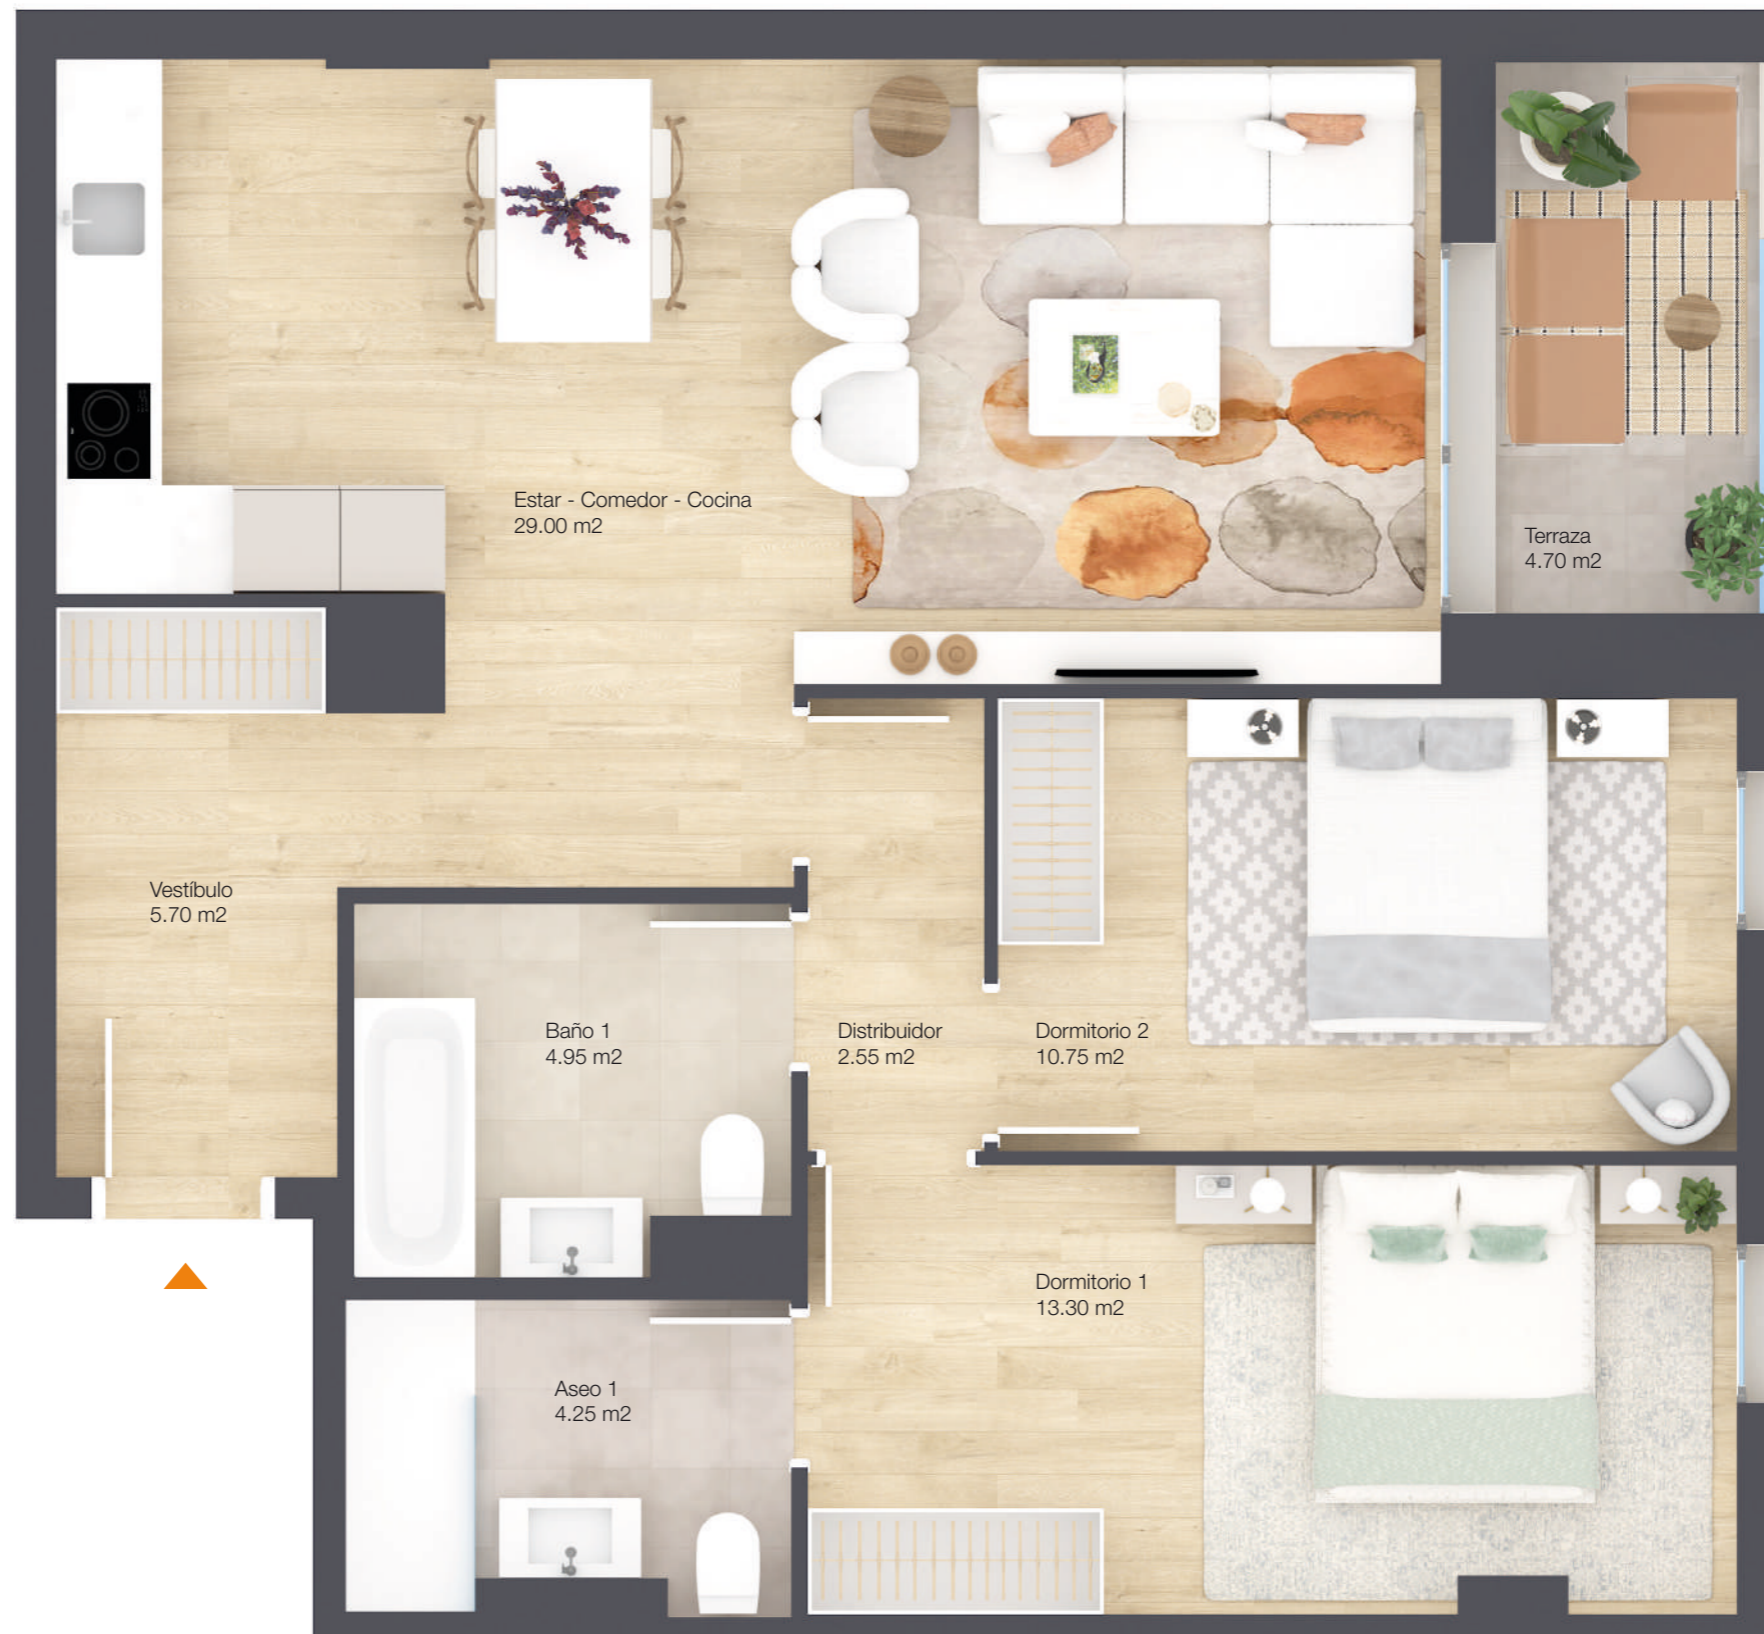 Estar - Comedor - Cocina
29.00 m2
Terraza
4.70 m2
Vestíbulo
5.70 m2
Baño 1
4.95 m2
Distribuidor
2.55 m2
Dormitorio 2
10.75 m2
Dormitorio 1
13.30 m2
Aseo 1
4.25 m2